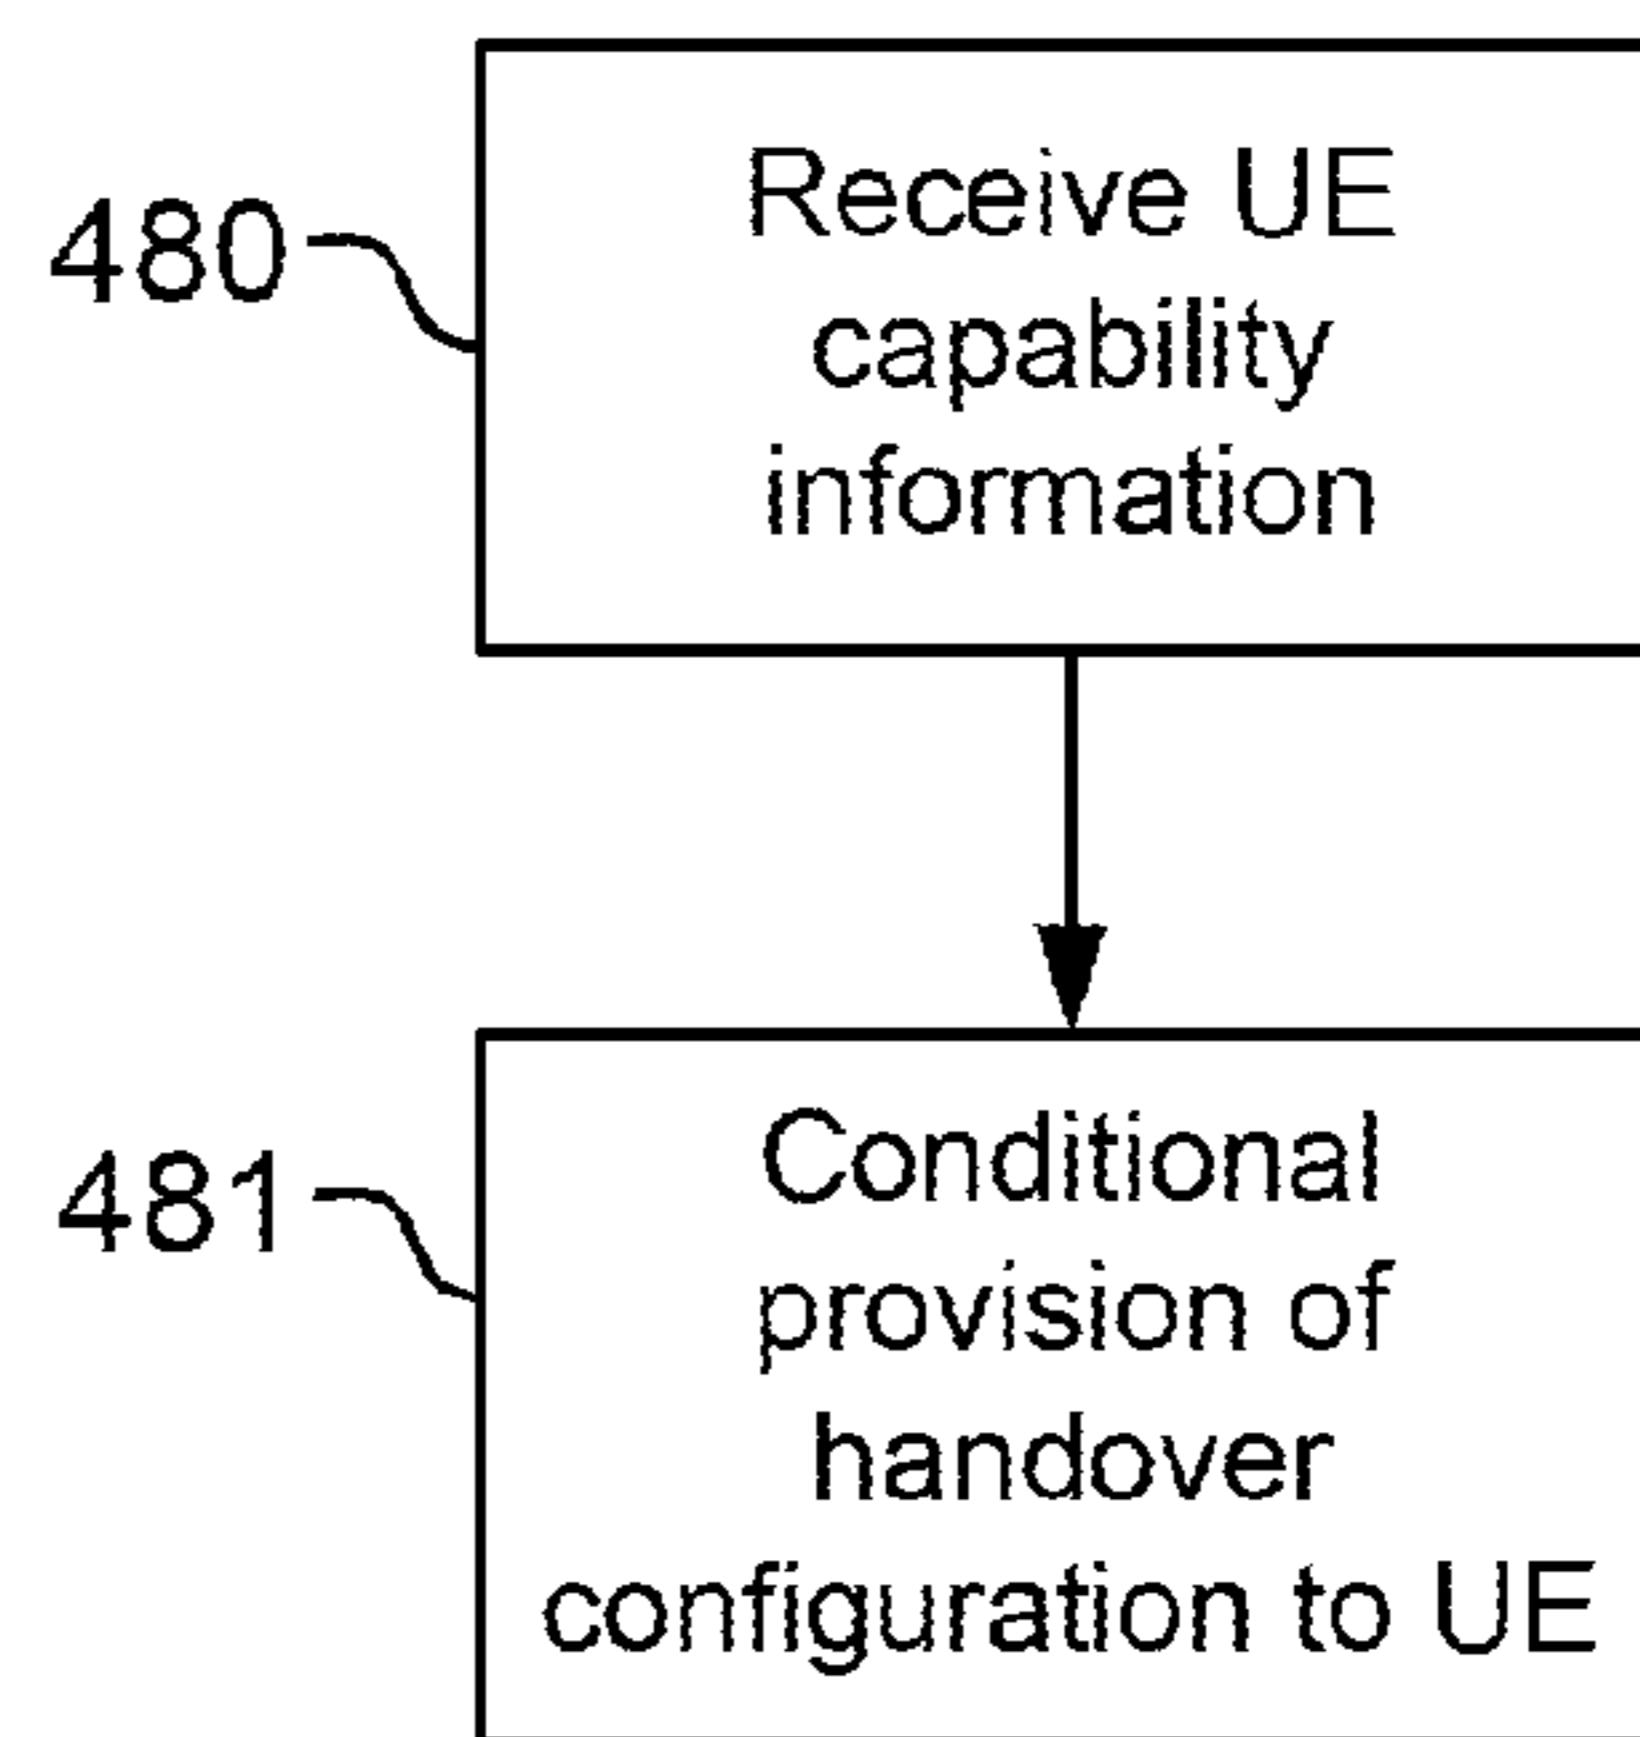 480
Receive UE
capability
information
481
Conditional
provision of
handover
configuration to UE